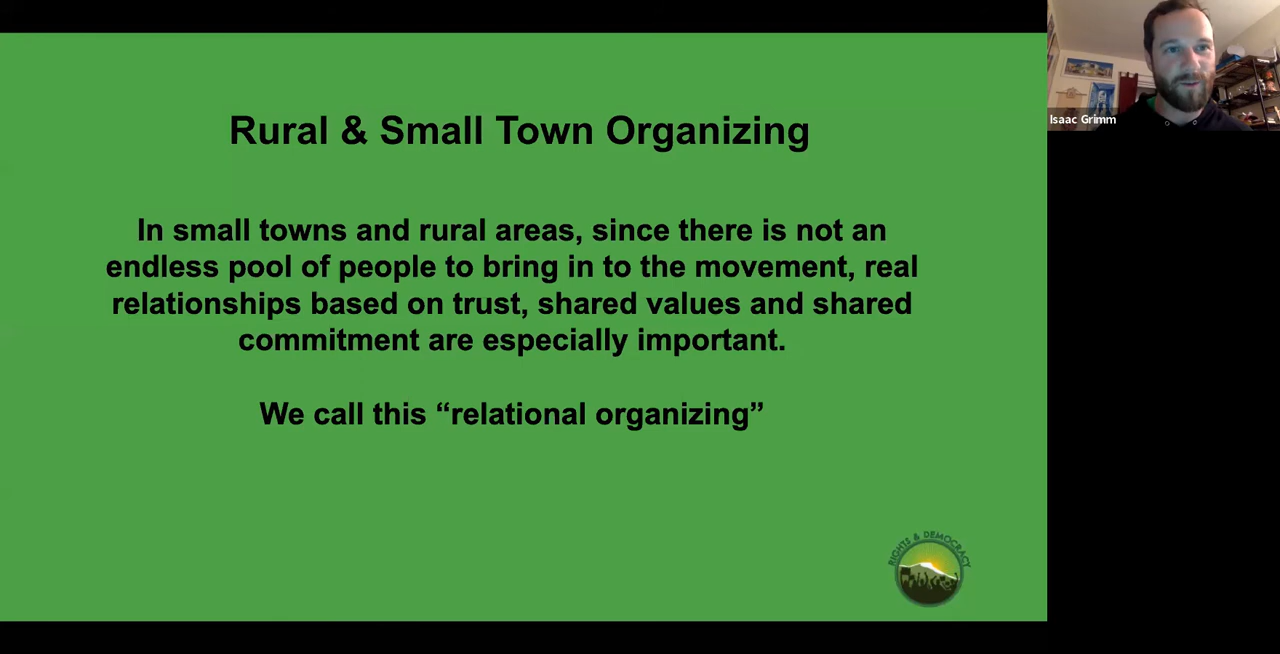 Rural & Small Town Organizing
In small towns and rural areas, since there is not an
endless pool of people to bring in to the movement, real
relationships based on trust, shared values and shared
commitment are especially important.
We call this “relational organizing”
RIGHTS & DEMOCRACY
Isaac Grimm